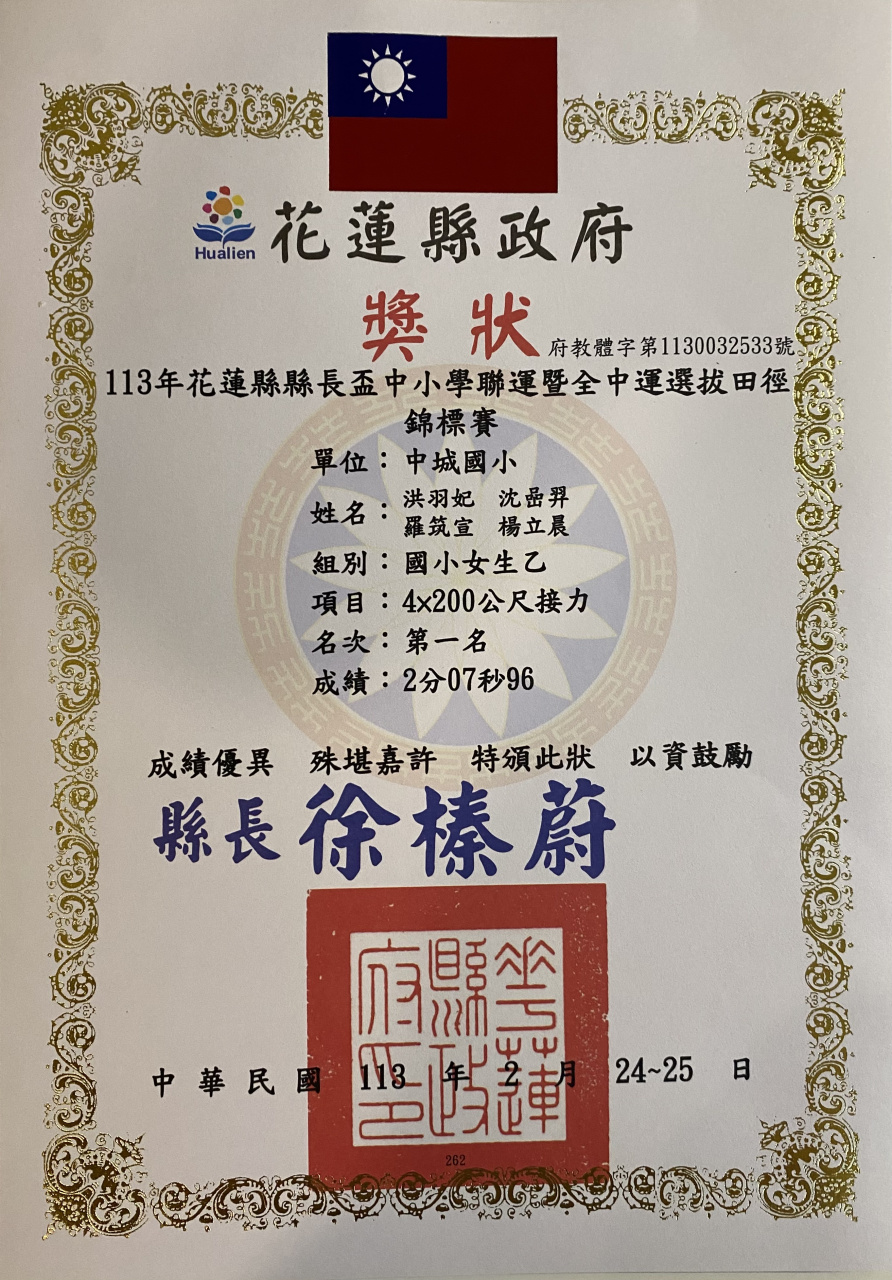 Hualien
花蓮縣政府
獎狀
府教體字第1130032533號
113年花蓮縣縣長盃中小學聯運暨全中運選拔田徑
錦標賽
單位：中城國小
姓名：洪羽妃　沈嵒羿
羅筑宣　楊立晨
組別：國小女生乙
項目：4×200公尺接力
名次：第一名
成績：2分07秒96
成績優異　殊堪嘉許　特頒此狀　以資鼓勵
縣長 徐榛蔚
花蓮縣政府印
中華民國 113 年 2 月 24~25 日
262